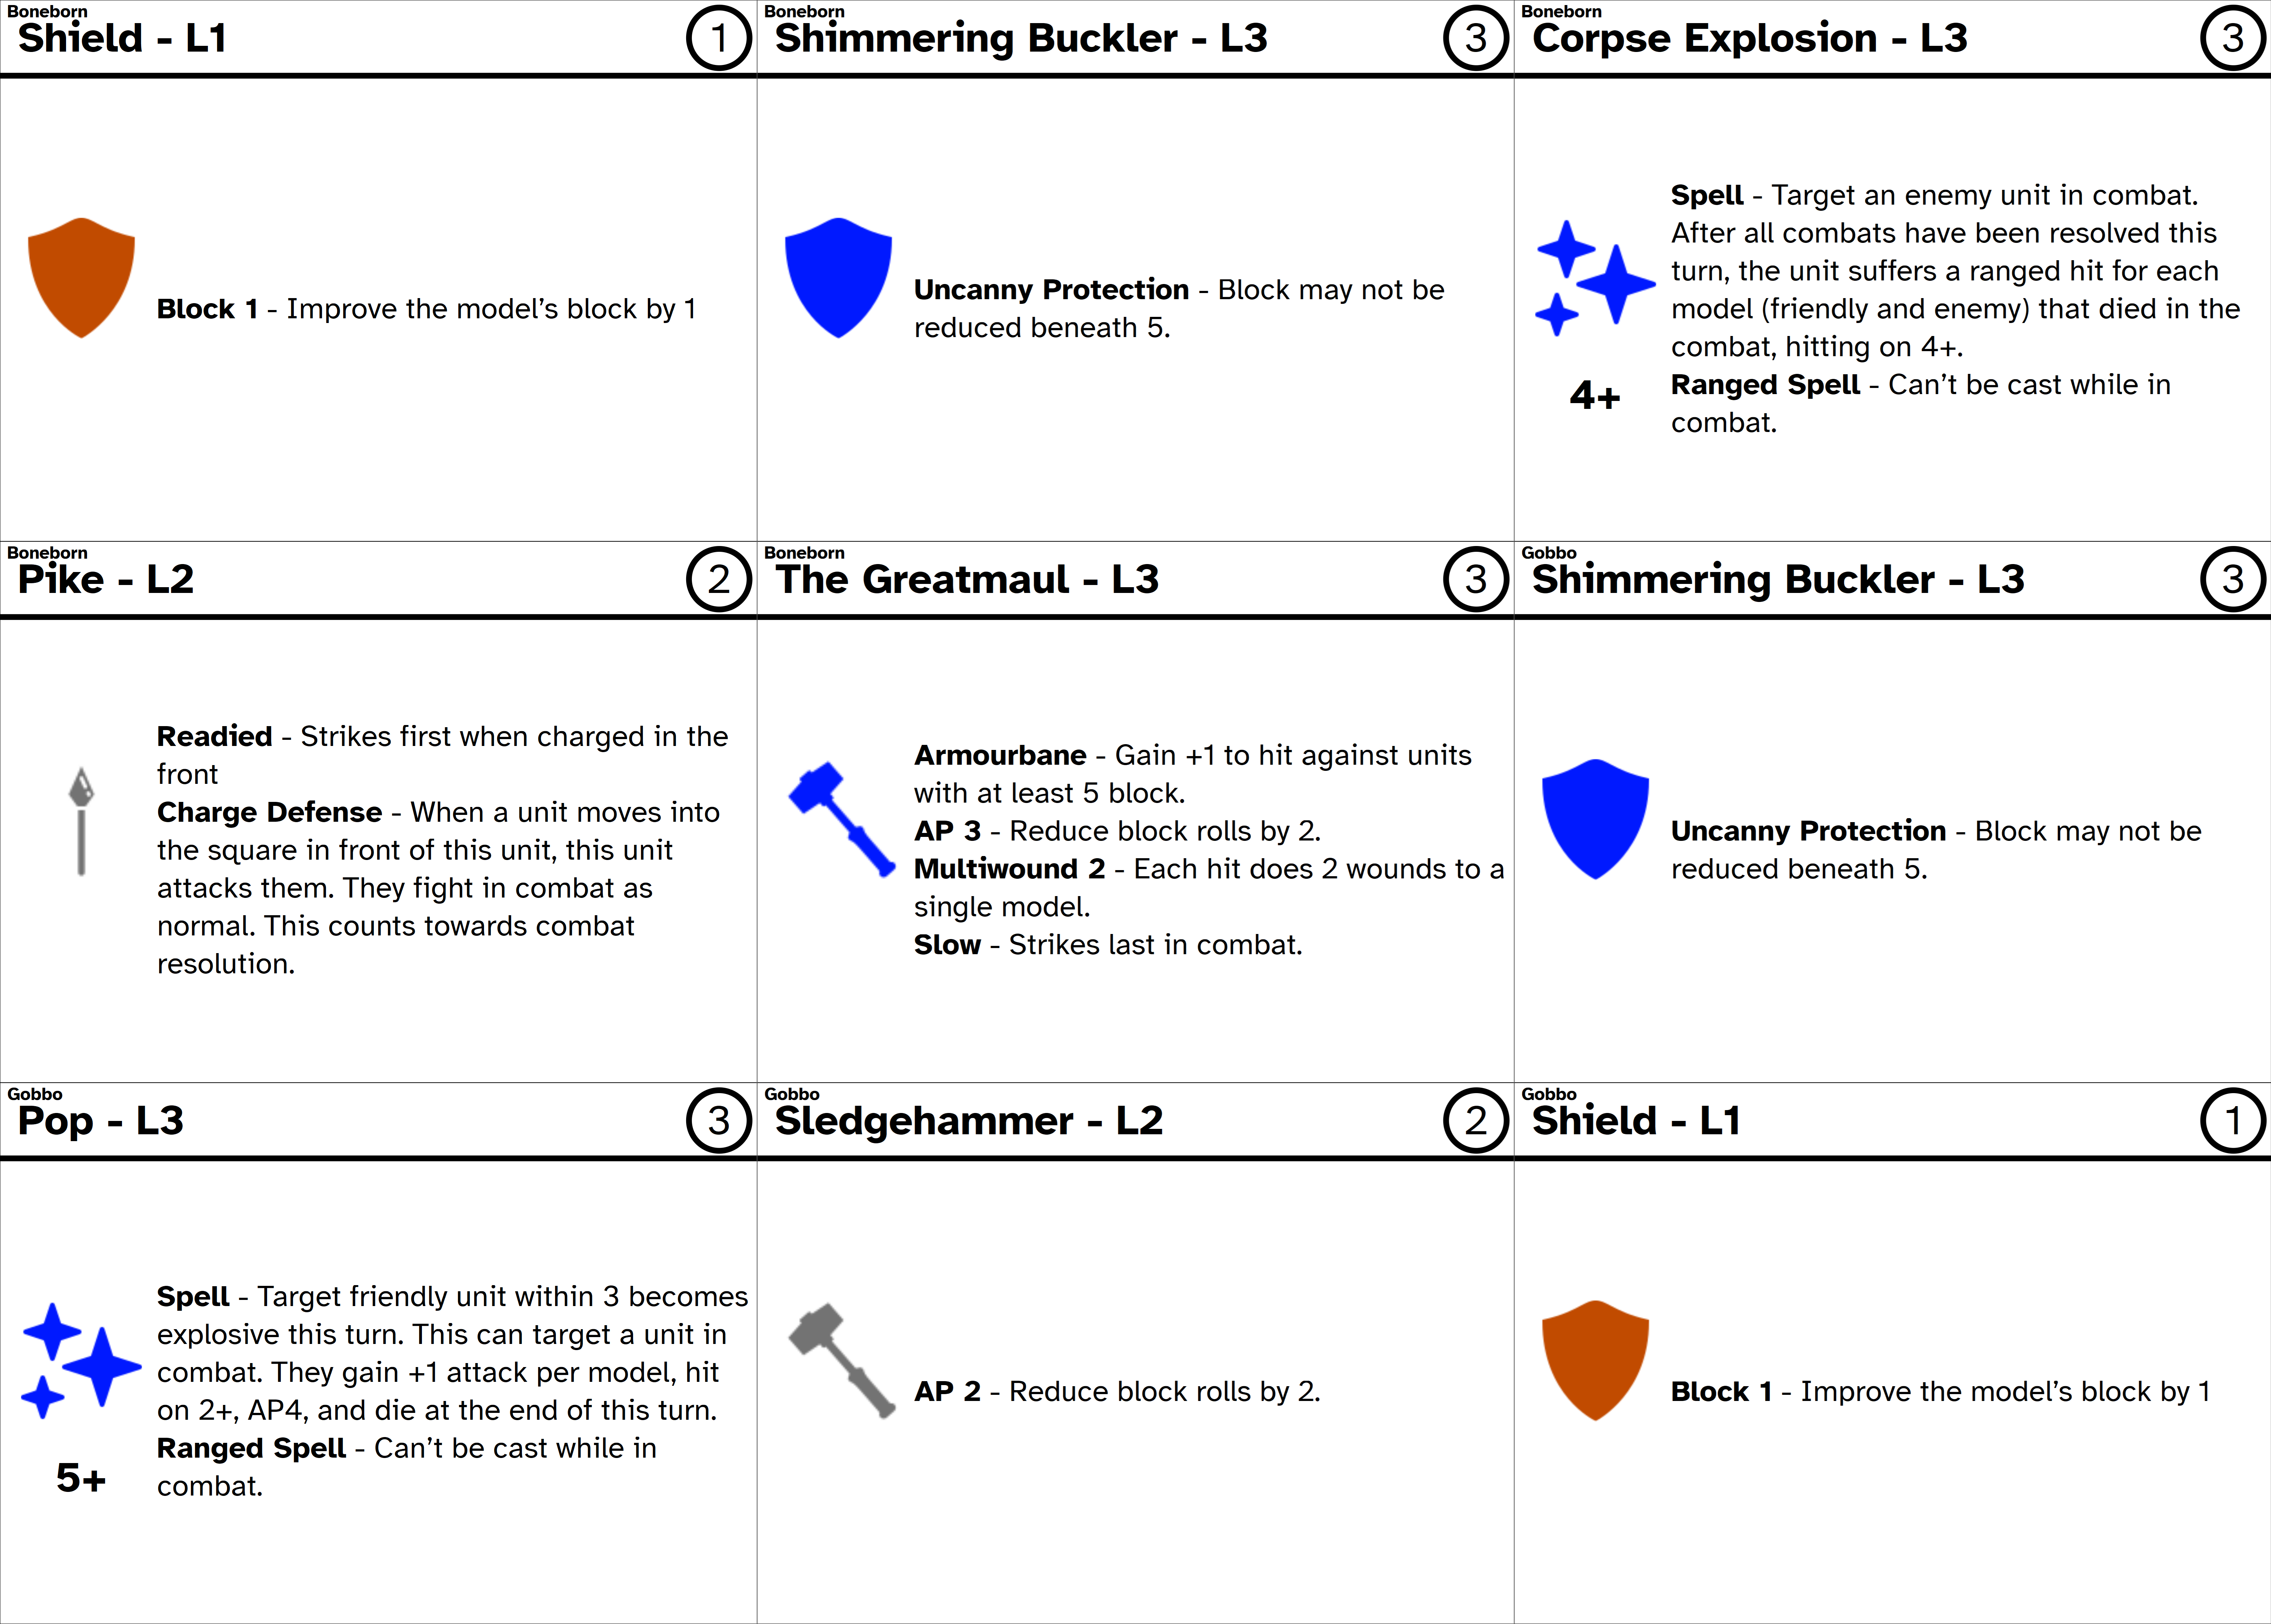 Boneborn
Shield - L1
1
Block 1 - Improve the model's block by 1
Boneborn
Shimmering Buckler - L3
3
Uncanny Protection - Block may not be
reduced beneath 5.
Boneborn
Corpse Explosion - L3
3
4+
Spell - Target an enemy unit in combat.
After all combats have been resolved this
turn, the unit suffers a ranged hit for each
model (friendly and enemy) that died in the
combat, hitting on 4+.
Ranged Spell - Can't be cast while in
combat.
Boneborn
Pike - L2
2
Readied - Strikes first when charged in the
front
Charge Defense - When a unit moves into
the square in front of this unit, this unit
attacks them. They fight in combat as
normal. This counts towards combat
resolution.
Boneborn
The Greatmaul - L3
3
Armourbane - Gain +1 to hit against units
with at least 5 block.
AP 3 - Reduce block rolls by 2.
Multiwound 2 - Each hit does 2 wounds to a
single model.
Slow - Strikes last in combat.
Gobbo
Shimmering Buckler - L3
3
Uncanny Protection - Block may not be
reduced beneath 5.
Gobbo
Pop - L3
3
5+
Spell - Target friendly unit within 3 becomes
explosive this turn. This can target a unit in
combat. They gain +1 attack per model, hit
on 2+, AP4, and die at the end of this turn.
Ranged Spell - Can't be cast while in
combat.
Gobbo
Sledgehammer - L2
2
AP 2 - Reduce block rolls by 2.
Gobbo
Shield - L1
1
Block 1 - Improve the model's block by 1